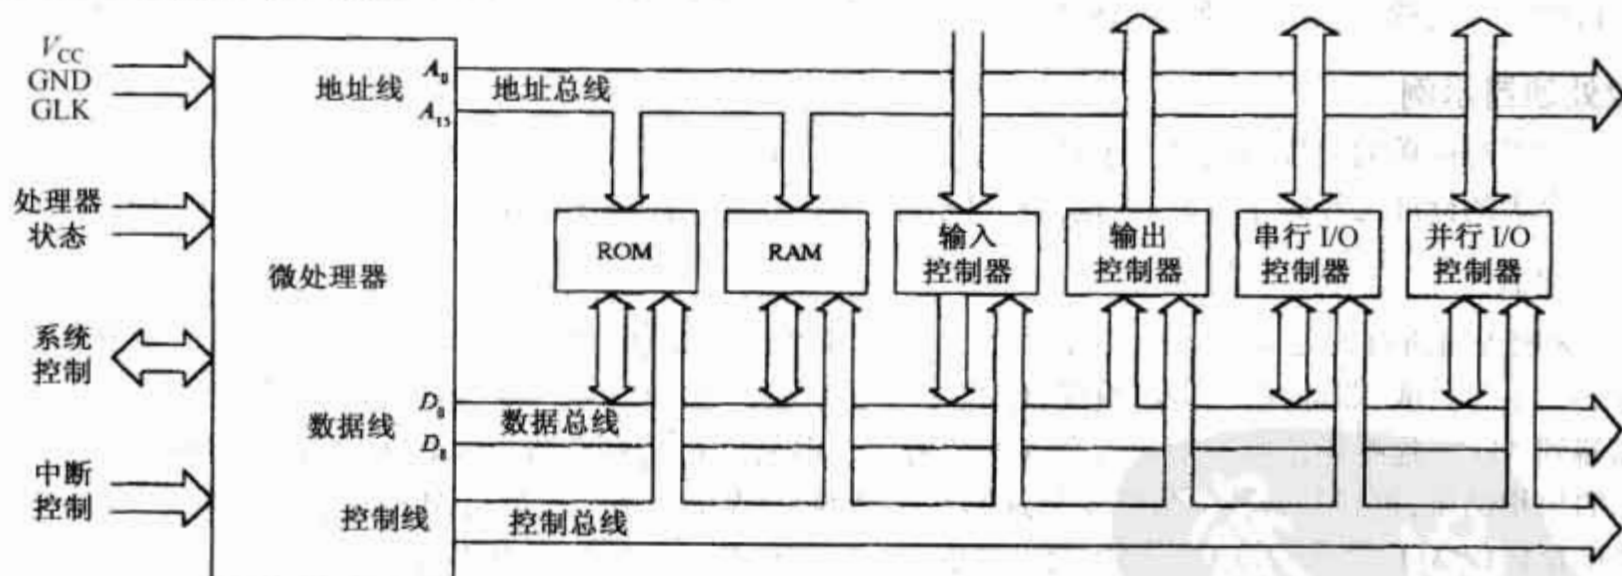 V_CC
GND
GLK
处理器
状态
系统
控制
中断
控制
微处理器
地址线
A_0
A_15
地址总线
ROM
RAM
输入
控制器
输出
控制器
串行 I/O
控制器
并行 I/O
控制器
数据线
D_0
D_8
数据总线
控制线
控制总线